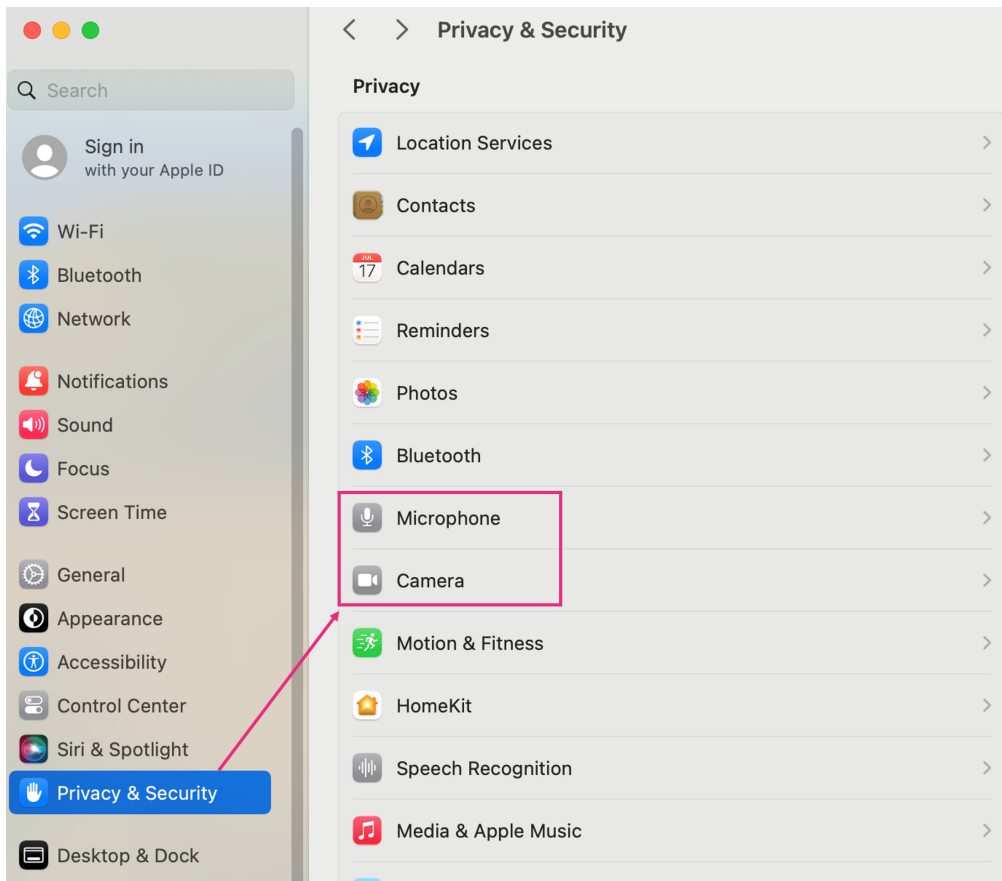 Search
Sign in
with your Apple ID
Wi-Fi
Bluetooth
Network
Notifications
Sound
Focus
Screen Time
General
Appearance
Accessibility
Control Center
Siri & Spotlight
Privacy & Security
Desktop & Dock
Privacy & Security
Privacy
Location Services
Contacts
JUL
17
Calendars
Reminders
Photos
Bluetooth
Microphone
Camera
Motion & Fitness
HomeKit
Speech Recognition
Media & Apple Music